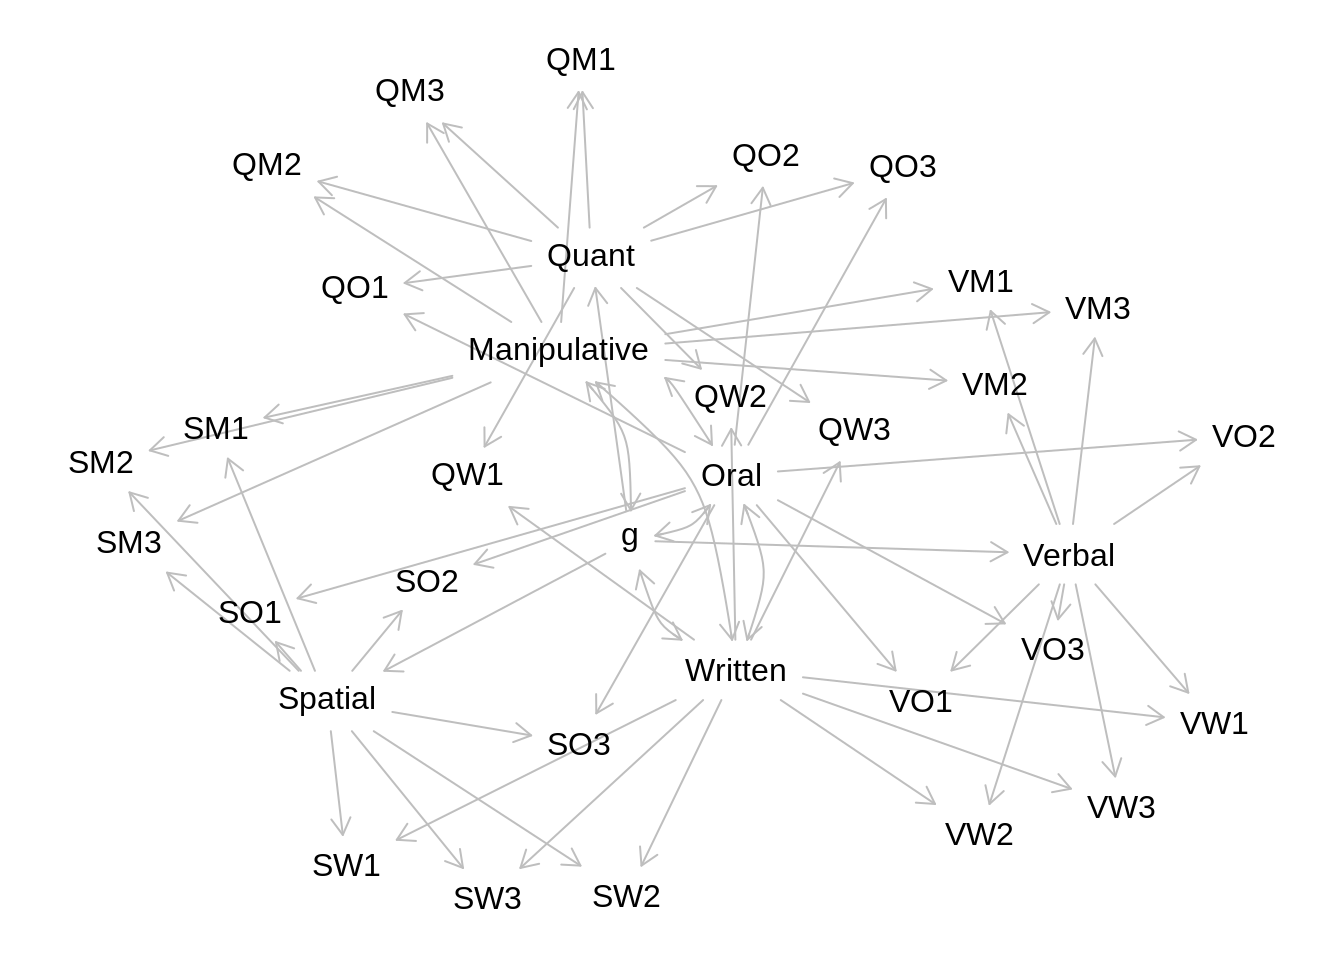 QM1
QM3
QO2
QM2
QO3
Quant
VM1
QO1
VM3
Manipulative
VM2
QW2
SM1
QW3
VO2
SM2
QW1
Oral
g
SM3
Verbal
SO2
SO1
VO3
Written
Spatial
VO1
VW1
SO3
VW3
VW2
SW1
SW2
SW3